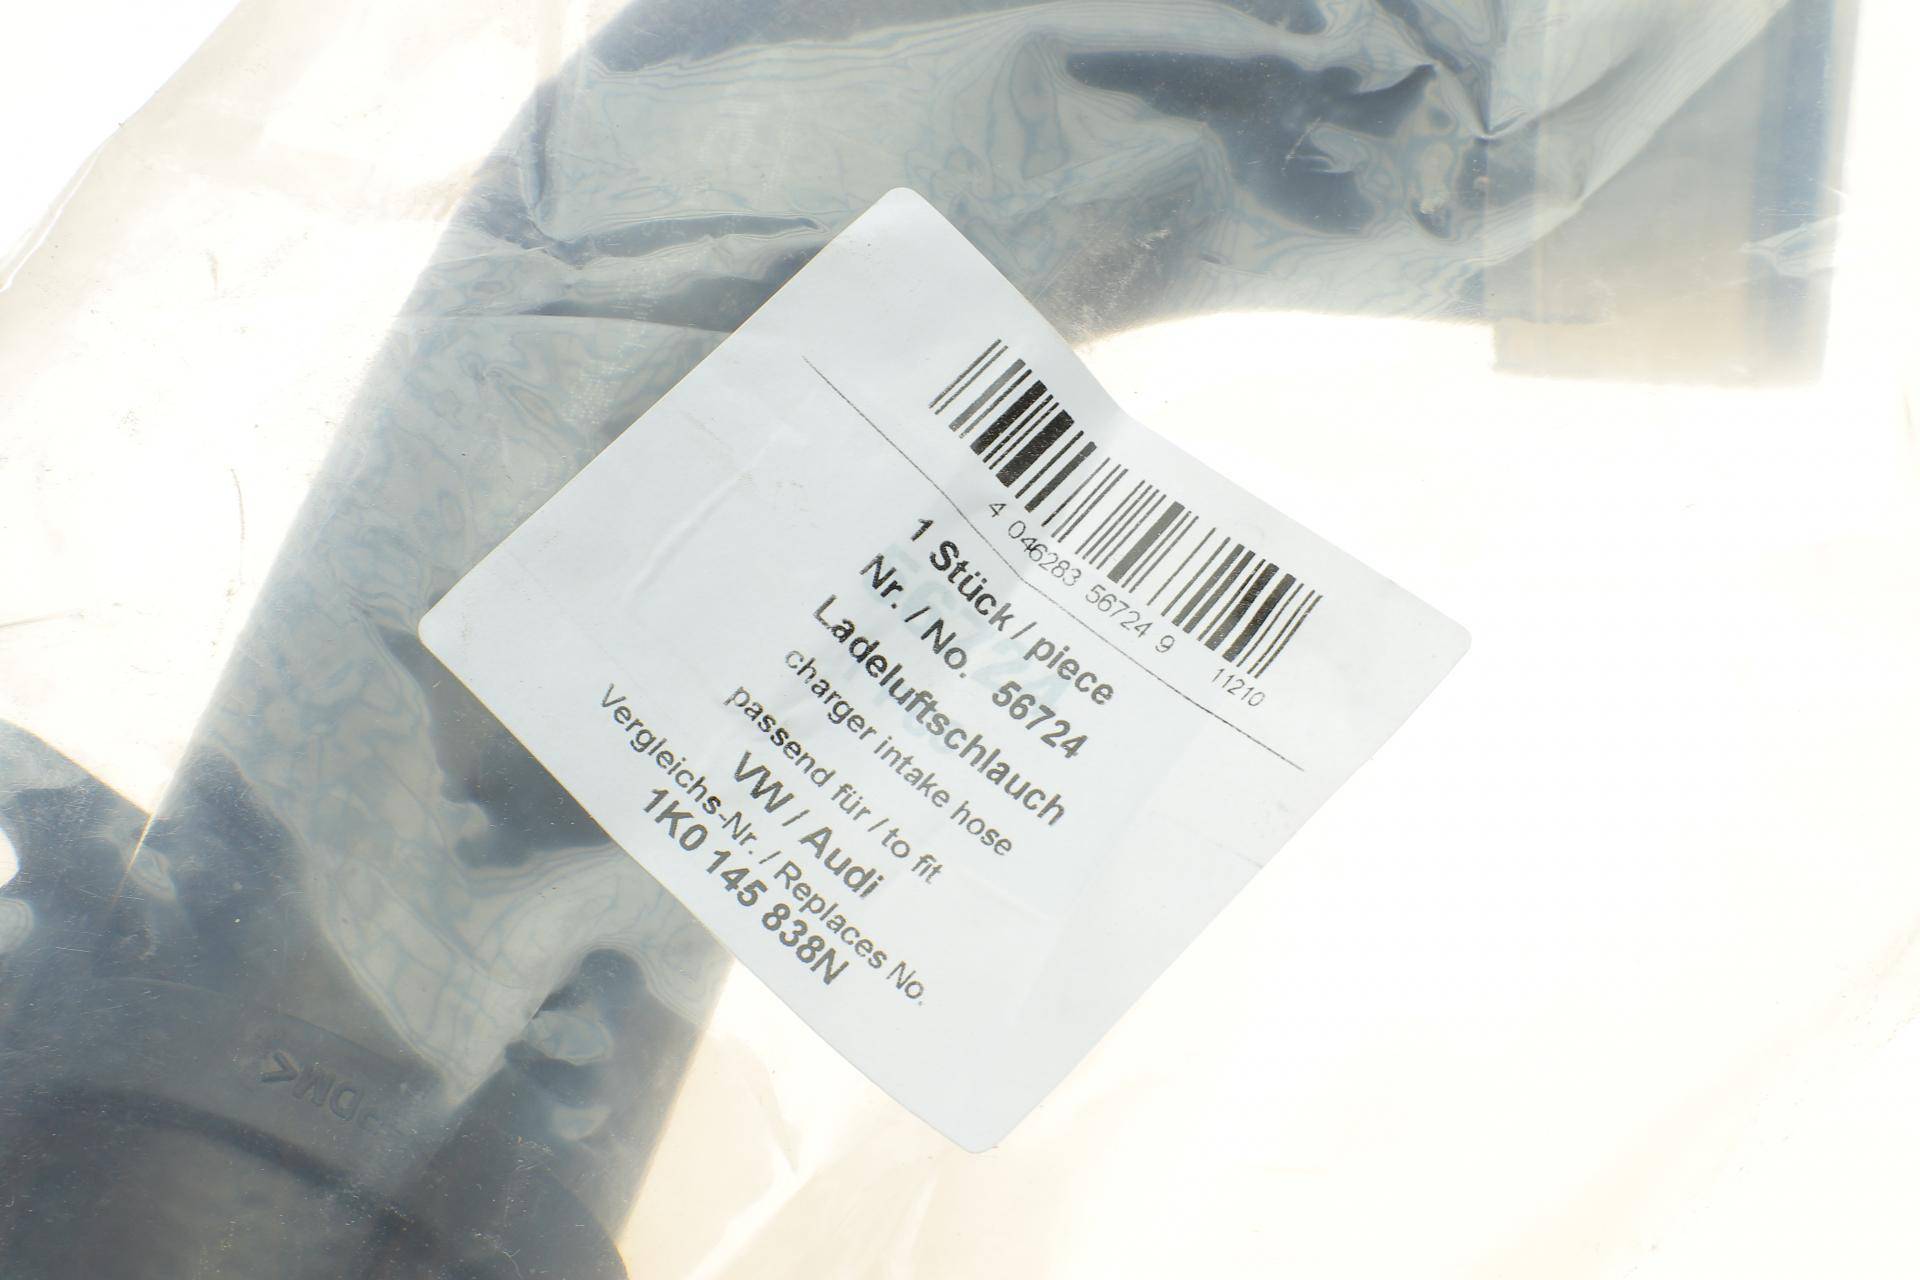 4 046283 56724 9
11210
1 Stück / piece
Nr. / No. 56724
Ladeluftschlauch
charger intake hose
passend für / to fit
VW / Audi
Vergleichs-Nr. / Replaces No.
1K0 145 838N